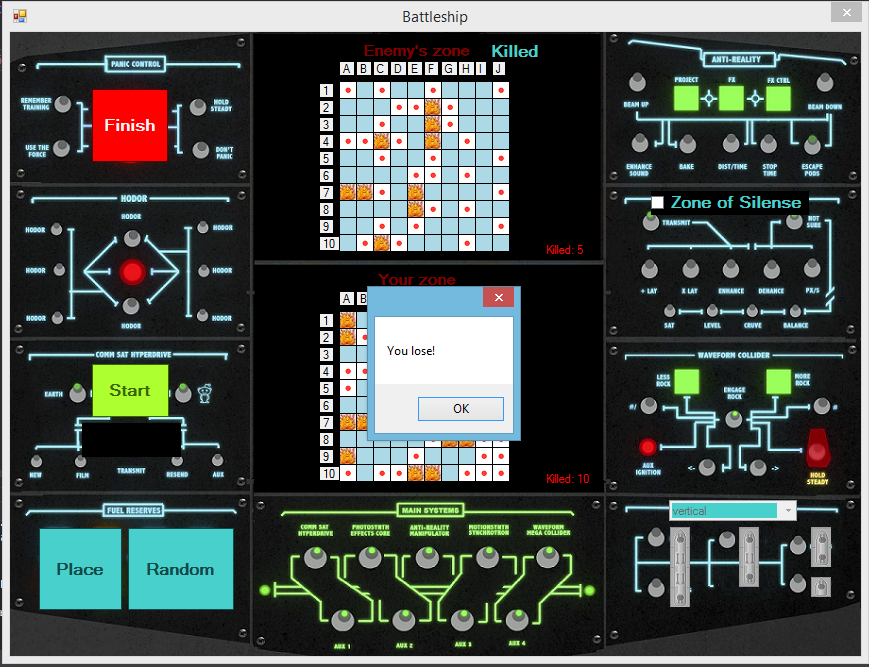 Battleship
PANIC CONTROL
REMEMBER TRAINING
HOLD STEADY
Finish
USE THE FORCE
DON'T PANIC
Enemy's zone Killed
A B C D E F G H I J
1
2
3
4
5
6
7
8
9
10
Killed: 5
ANTI-REALITY
PROJECT FX FX CTRL
BEAM UP BEAM DOWN
ENHANCE SOUND
BAKE
DIST/TIME
STOP TIME
ESCAPE PODS
HODOR
HODOR
HODOR HODOR
HODOR HODOR
HODOR HODOR
HODOR
Zone of Silense
TRANSMIT
NOT SURE
+ LAY X LAY ENHANCE DEHANCE PX/S
SAT LEVEL CRUVE BALANCE
Your zone
A B
1
2
3
4
5
6
7
8
9
10
Killed: 10
You lose!
OK
COMM SAT HYPERDRIVE
EARTH
Start
NEW FILM TRANSMIT RESEND AUX
WAVEFORM COLLIDER
LESS ROCK
MORE ROCK
ENGAGE ROCK
#/ #
AUX IGNITION
<- ->
HOLD STEADY
FUEL RESERVES
Place
Random
MAIN SYSTEMS
COMM SAT HYPERDRIVE
PHOTOSYNTH EFFECTS CORE
ANTI-REALITY MANIPULATOR
MOTIONSYNTH SYNCHROTRON
WAVEFORM MEGA COLLIDER
AUX 1 AUX 2 AUX 3 AUX 4
vertical